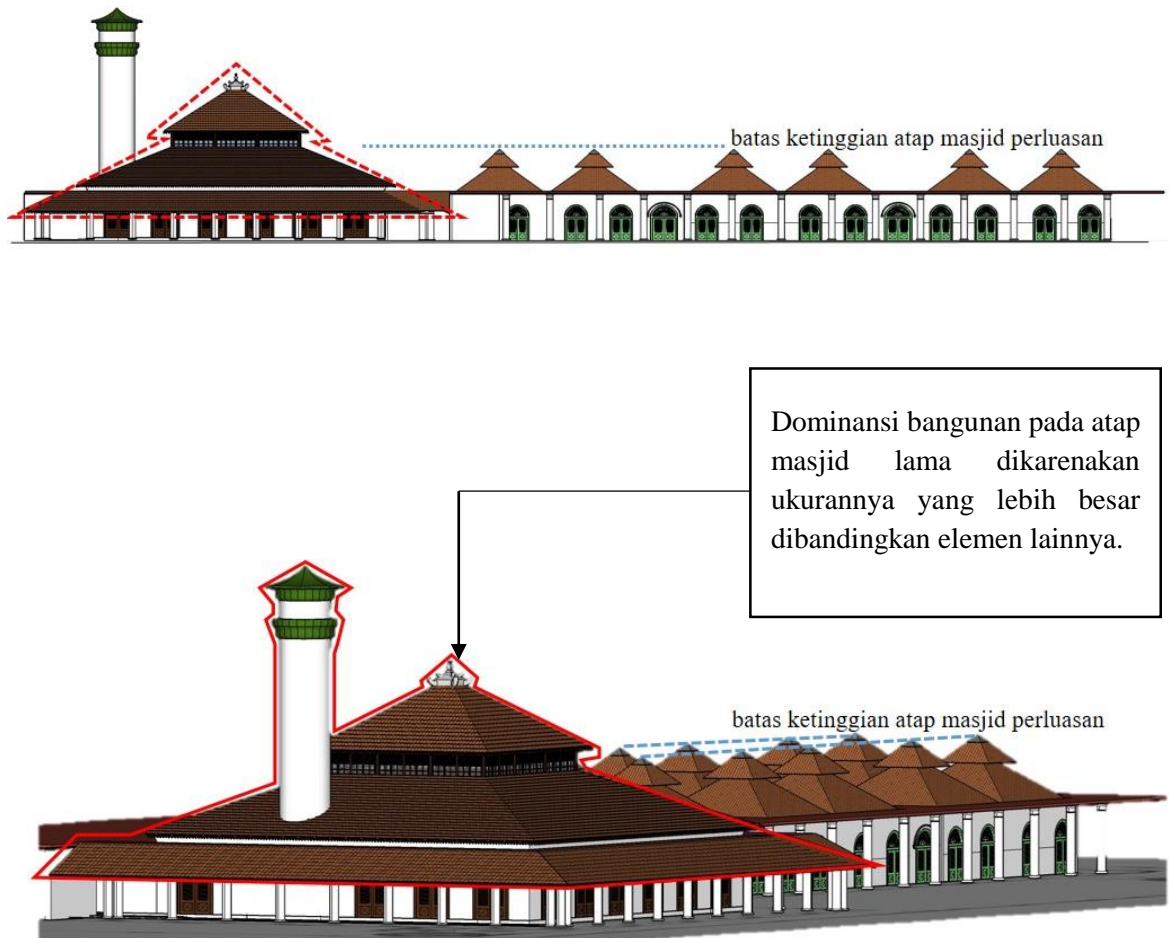 batas ketinggian atap masjid perluasan
Dominansi bangunan pada atap
masjid lama dikarenakan
ukurannya yang lebih besar
dibandingkan elemen lainnya.
batas ketinggian atap masjid perluasan